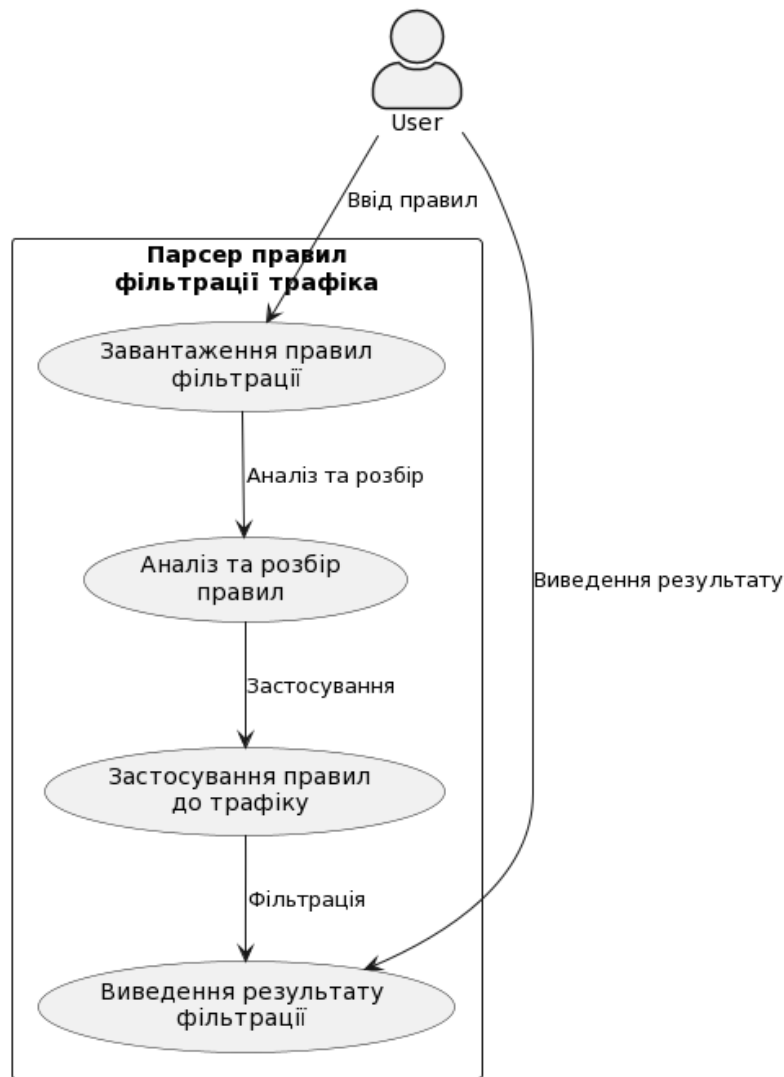 User
Ввід правил
Парсер правил
фільтрації трафіка
Завантаження правил
фільтрації
Аналіз та розбір
Аналіз та розбір
правил
Виведення результату
Застосування
Застосування правил
до трафіку
Фільтрація
Виведення результату
фільтрації